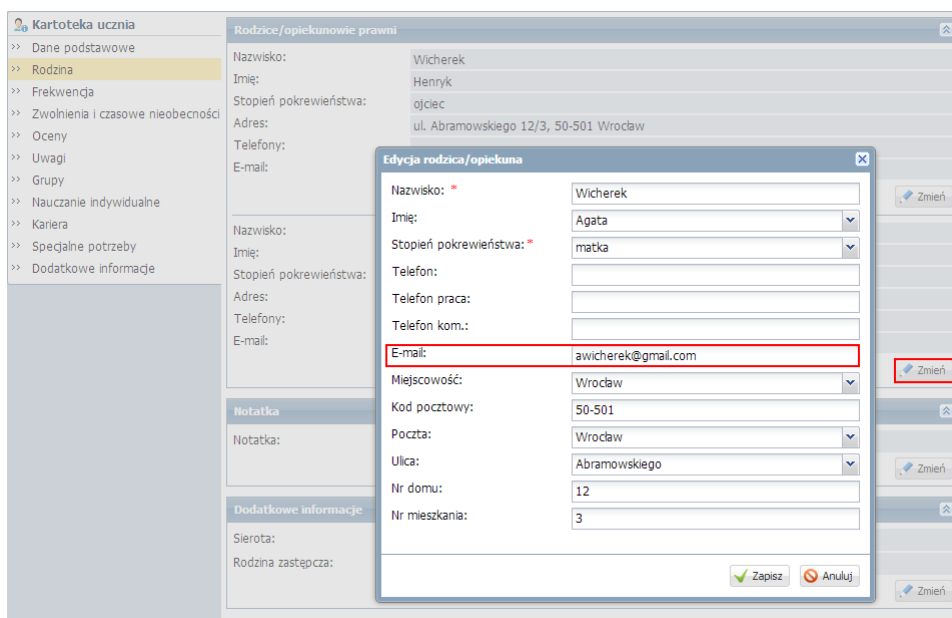 Kartoteka ucznia
Dane podstawowe
Rodzina
Frekwencja
Zwolnienia i czasowe nieobecności
Oceny
Uwagi
Grupy
Nauczanie indywidualne
Kariera
Specjalne potrzeby
Dodatkowe informacje
Rodzice/opiekunowie prawni
Nazwisko: Wicherek
Imię: Henryk
Stopień pokrewieństwa: ojciec
Adres: ul. Abramowskiego 12/3, 50-501 Wrocław
Telefony:
E-mail:
Zmień
Nazwisko:
Imię:
Stopień pokrewieństwa:
Adres:
Telefony:
E-mail:
Zmień
Notatka
Notatka:
Zmień
Dodatkowe informacje
Sierota:
Rodzina zastępcza:
Zmień
Edycja rodzica/opiekuna
Nazwisko: * Wicherek
Imię: Agata
Stopień pokrewieństwa: * matka
Telefon:
Telefon praca:
Telefon kom.:
E-mail: awicherek@gmail.com
Miejscowość: Wrocław
Kod pocztowy: 50-501
Poczta: Wrocław
Ulica: Abramowskiego
Nr domu: 12
Nr mieszkania: 3
Zapisz Anuluj